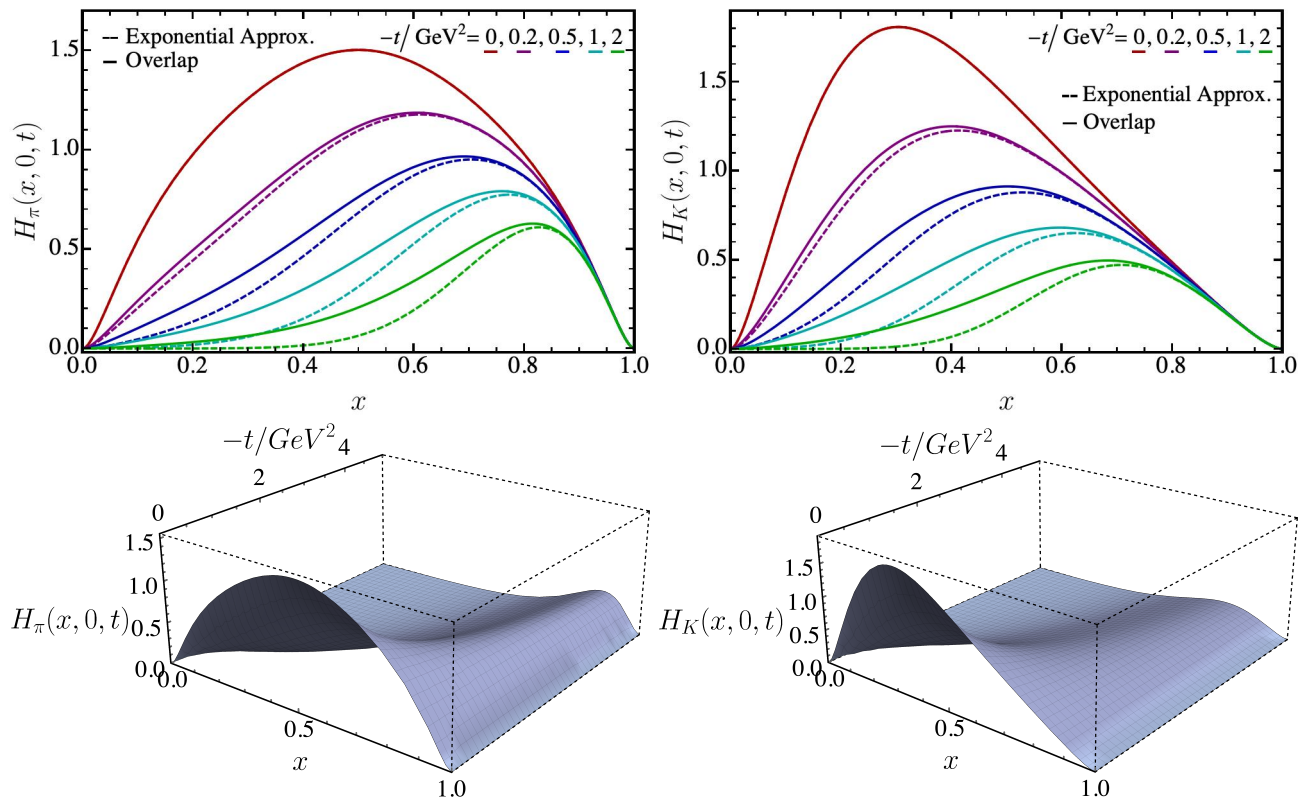 -- Exponential Approx.
— Overlap
−t/ GeV²= 0, 0.2, 0.5, 1, 2
H_π(x, 0, t)
1.5
1.0
0.5
0.0
0.0 0.2 0.4 0.6 0.8 1.0
x
−t/ GeV²= 0, 0.2, 0.5, 1, 2
-- Exponential Approx.
— Overlap
H_K(x, 0, t)
1.5
1.0
0.5
0.0
0.0 0.2 0.4 0.6 0.8 1.0
x
−t/GeV²
0 2 4
H_π(x, 0, t)
1.5
1.0
0.5
0.0
0.0 0.5 1.0
x
−t/GeV²
0 2 4
H_K(x, 0, t)
1.5
1.0
0.5
0.0
0.0 0.5 1.0
x